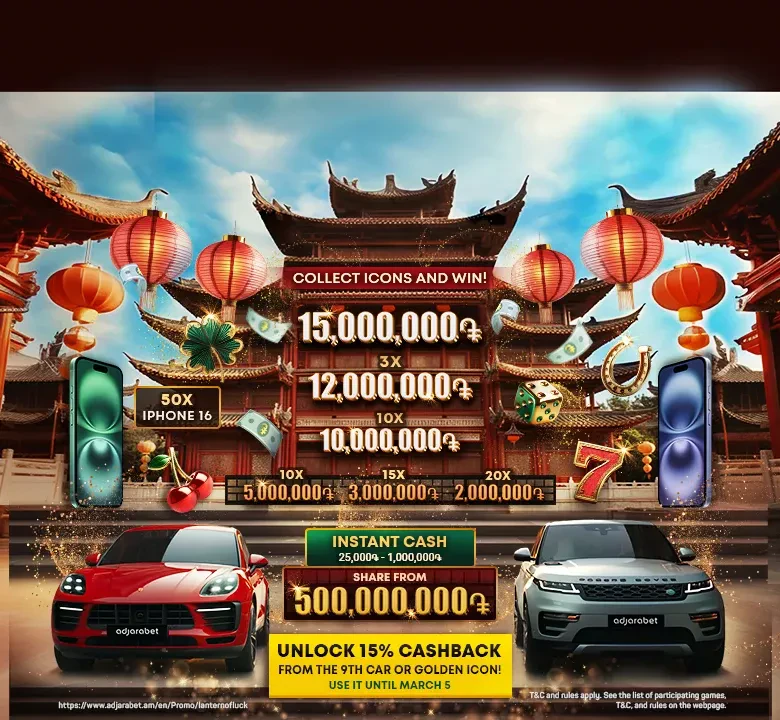 COLLECT ICONS AND WIN!
15,000,000֏
3X
12,000,000֏
10X
10,000,000֏
50X
IPHONE 16
10X 15X 20X
5,000,000֏ 3,000,000֏ 2,000,000֏
7
INSTANT CASH
25,000֏ - 1,000,000֏
SHARE FROM
500,000,000֏
RANGE ROVER
adjarabet
adjarabet
UNLOCK 15% CASHBACK
FROM THE 9TH CAR OR GOLDEN ICON!
USE IT UNTIL MARCH 5
https://www.adjarabet.am/en/Promo/lanternofluck
T&C and rules apply. See the list of participating games,
T&C, and rules on the webpage.